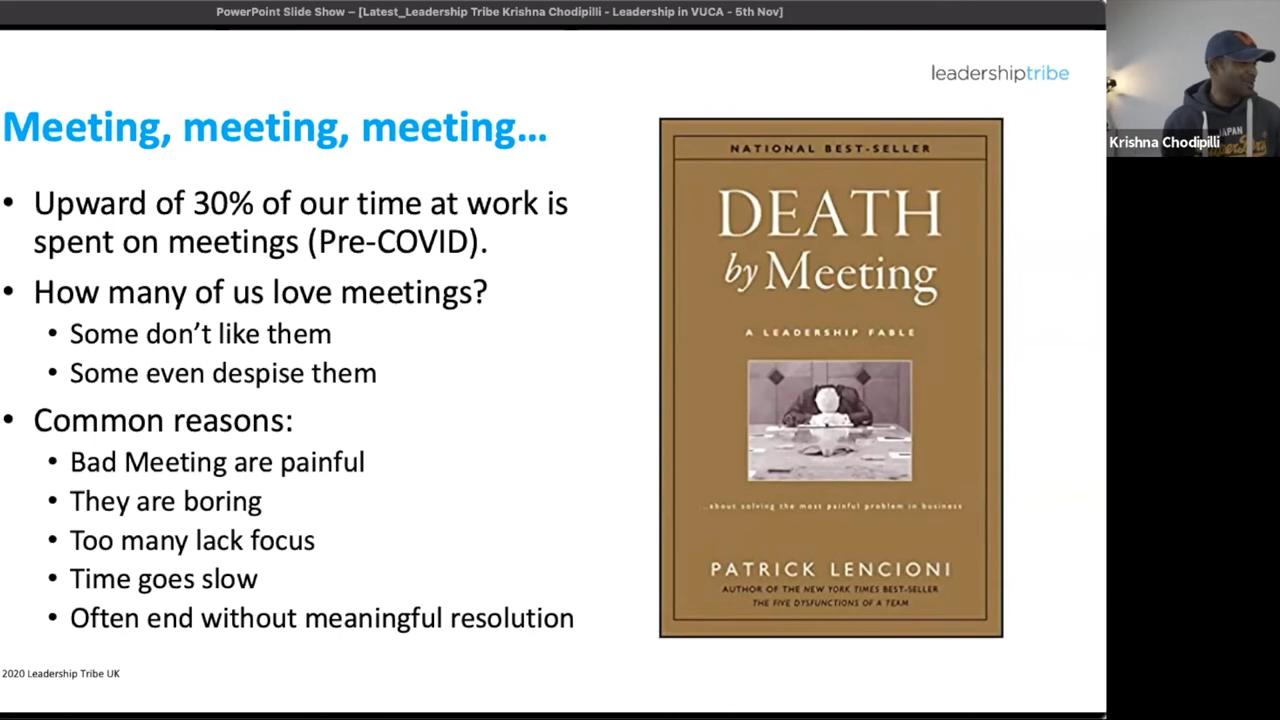 PowerPoint Slide Show – [Latest_Leadership Tribe Krishna Chodipilli - Leadership in VUCA - 5th Nov]
leadershiptribe
Meeting, meeting, meeting…
• Upward of 30% of our time at work is
spent on meetings (Pre-COVID).
• How many of us love meetings?
• Some don’t like them
• Some even despise them
• Common reasons:
• Bad Meeting are painful
• They are boring
• Too many lack focus
• Time goes slow
• Often end without meaningful resolution
2020 Leadership Tribe UK
NATIONAL BEST-SELLER
DEATH
by Meeting
A LEADERSHIP FABLE
...about solving the most painful problem in business
PATRICK LENCIONI
AUTHOR OF THE NEW YORK TIMES BEST-SELLER
THE FIVE DYSFUNCTIONS OF A TEAM
JAPAN
Krishna Chodipilli